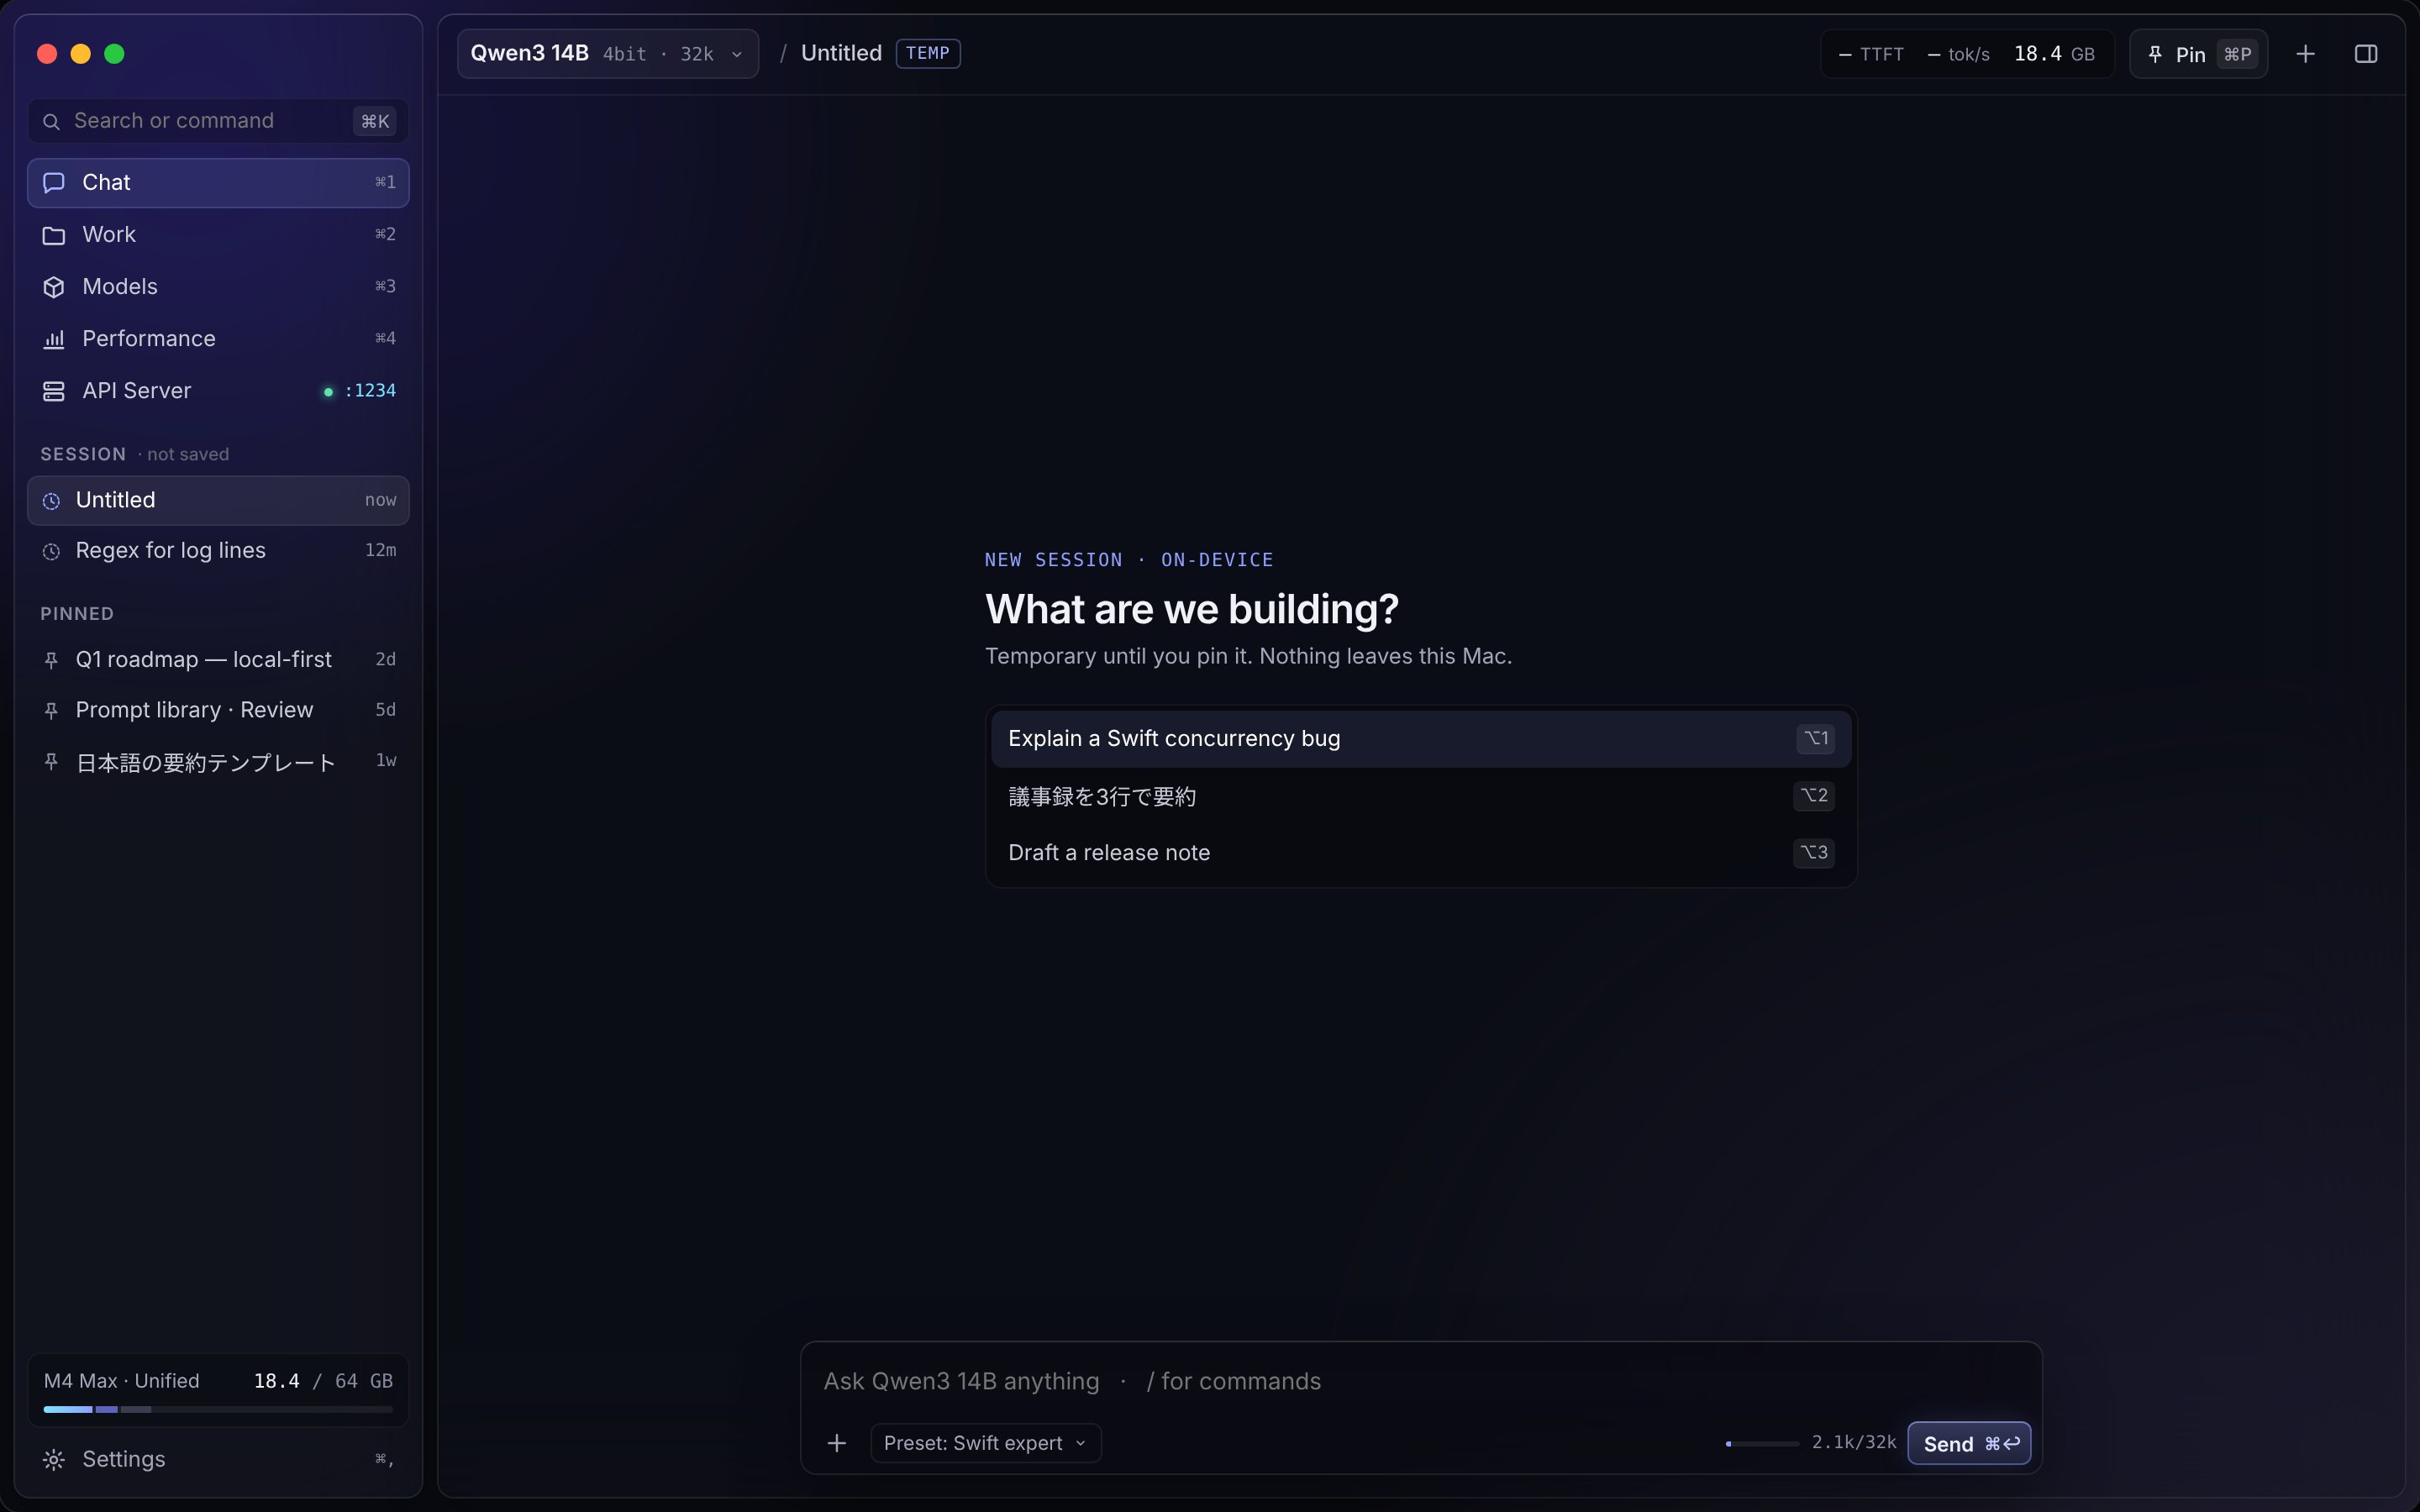 Search or command ⌘K
Chat ⌘1
Work ⌘2
Models ⌘3
Performance ⌘4
API Server :1234
SESSION · not saved
Untitled now
Regex for log lines 12m
PINNED
Q1 roadmap — local-first 2d
Prompt library · Review 5d
日本語の要約テンプレート 1w
M4 Max · Unified 18.4 / 64 GB
Settings ⌘,
Qwen3 14B 4bit · 32k / Untitled TEMP
— TTFT — tok/s 18.4 GB Pin ⌘P
NEW SESSION · ON-DEVICE
What are we building?
Temporary until you pin it. Nothing leaves this Mac.
Explain a Swift concurrency bug ⌥1
議事録を3行で要約 ⌥2
Draft a release note ⌥3
Ask Qwen3 14B anything · / for commands
Preset: Swift expert 2.1k/32k Send ⌘↩